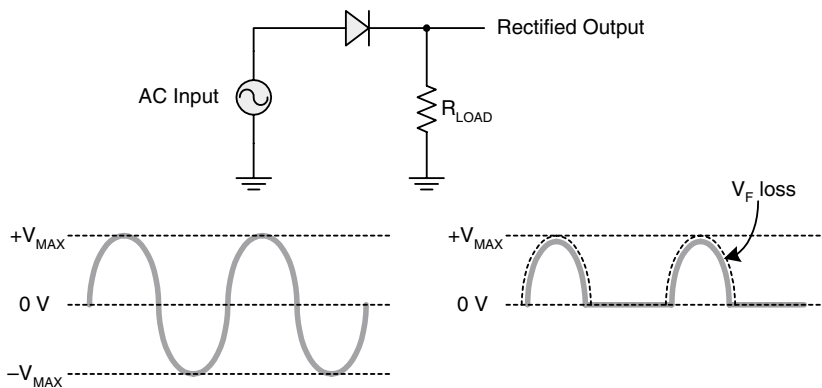 Rectified Output
AC Input
R_LOAD
V_F loss
+V_MAX
0 V
–V_MAX
+V_MAX
0 V